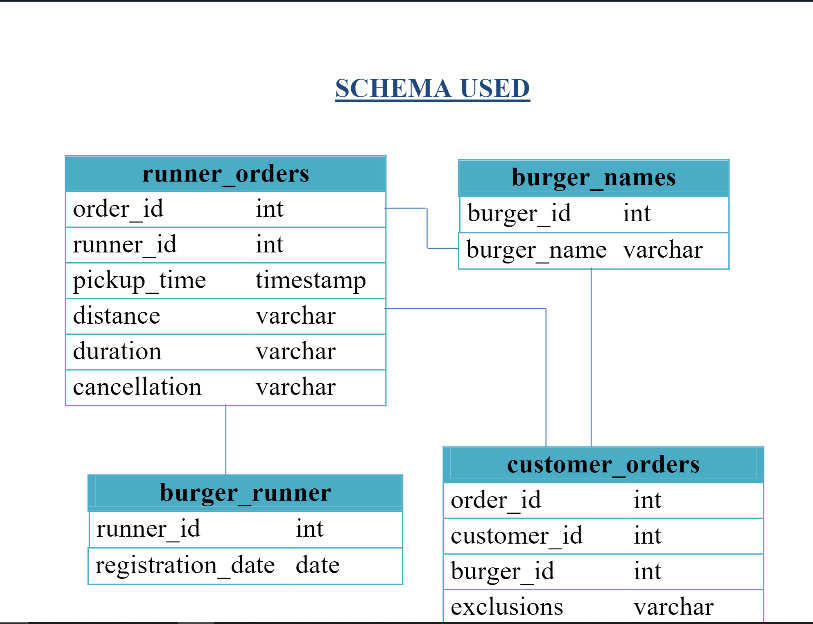 SCHEMA USED
runner_orders
order_id int
runner_id int
pickup_time timestamp
distance varchar
duration varchar
cancellation varchar
burger_names
burger_id int
burger_name varchar
burger_runner
runner_id int
registration_date date
customer_orders
order_id int
customer_id int
burger_id int
exclusions varchar